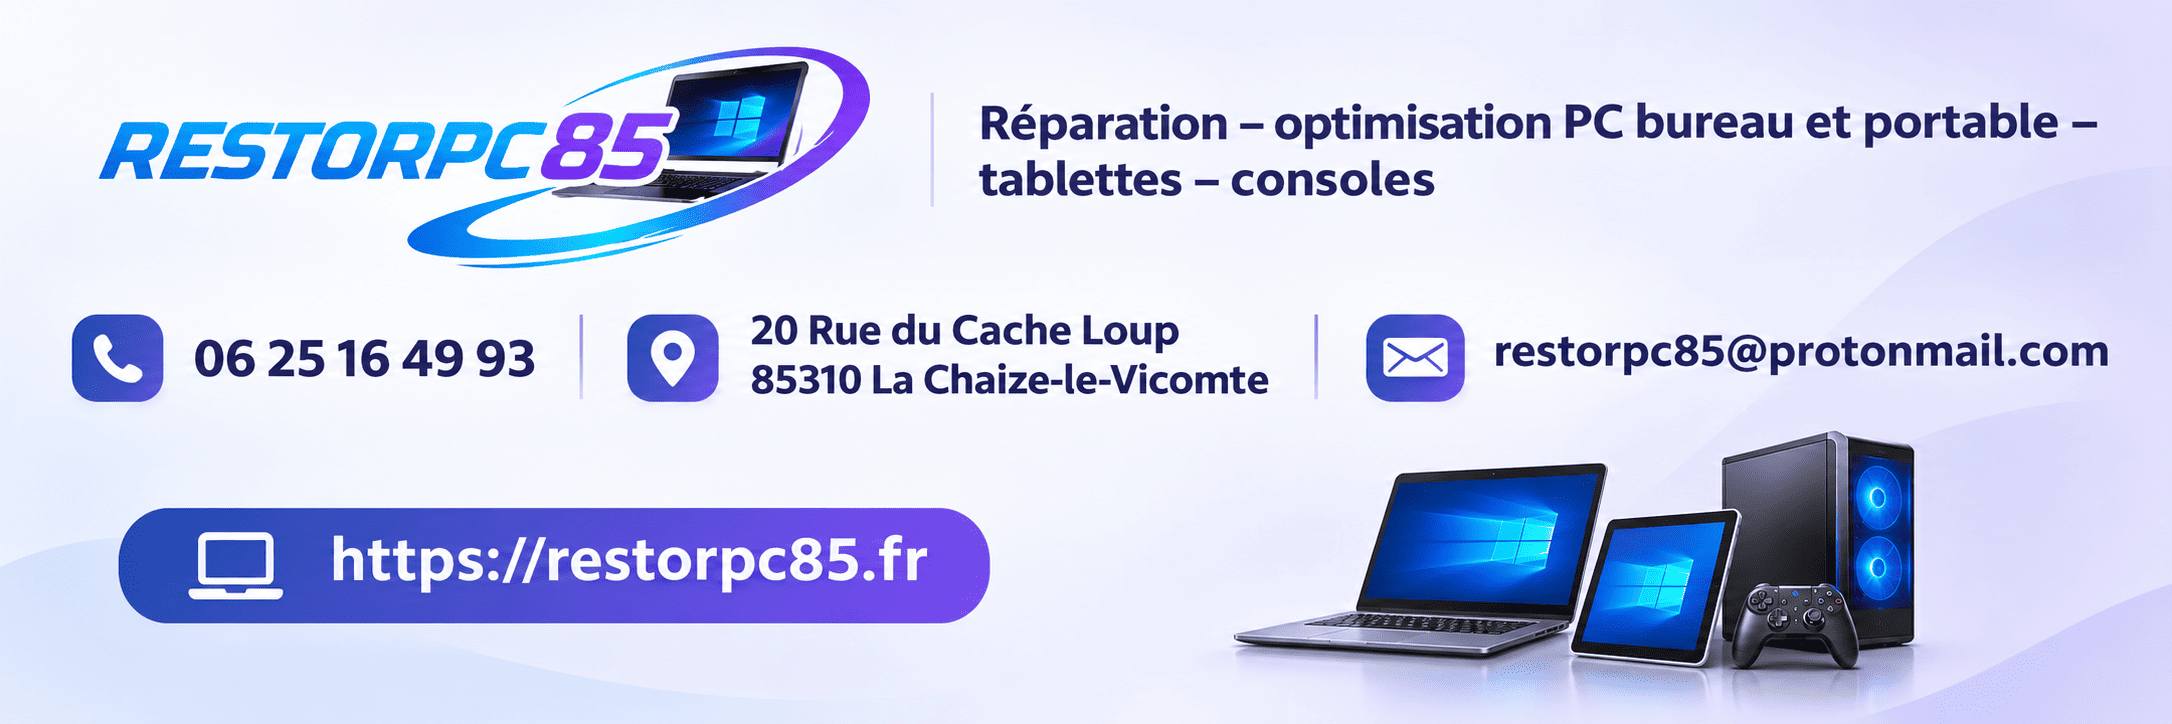 RESTORPC85
Réparation – optimisation PC bureau et portable –
tablettes – consoles
06 25 16 49 93
20 Rue du Cache Loup
85310 La Chaize-le-Vicomte
restorpc85@protonmail.com
https://restorpc85.fr